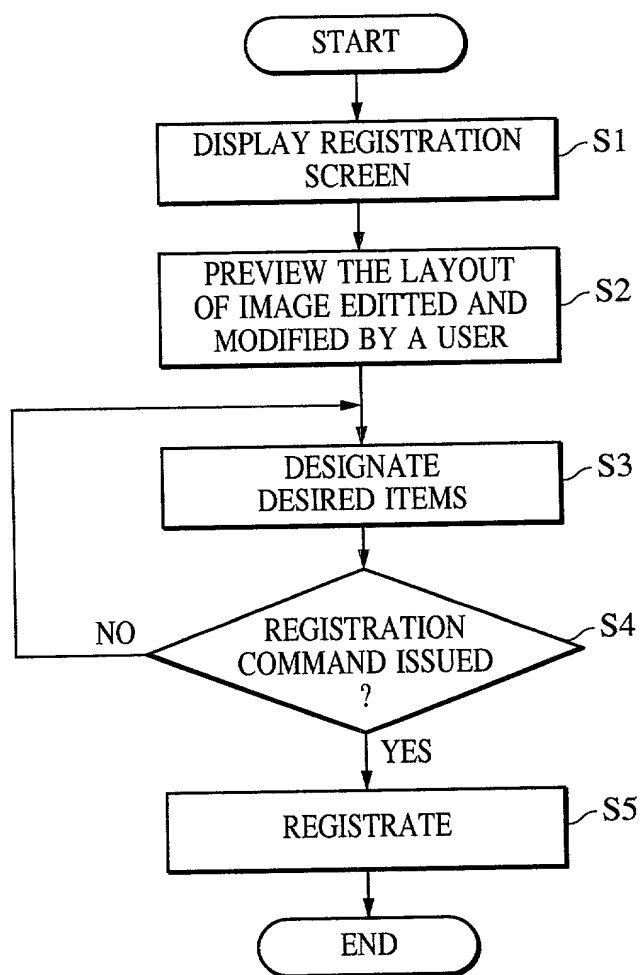 START
DISPLAY REGISTRATION
SCREEN
S1
PREVIEW THE LAYOUT
OF IMAGE EDITTED AND
MODIFIED BY A USER
S2
DESIGNATE
DESIRED ITEMS
S3
NO
REGISTRATION
COMMAND ISSUED
?
S4
YES
REGISTRATE
S5
END